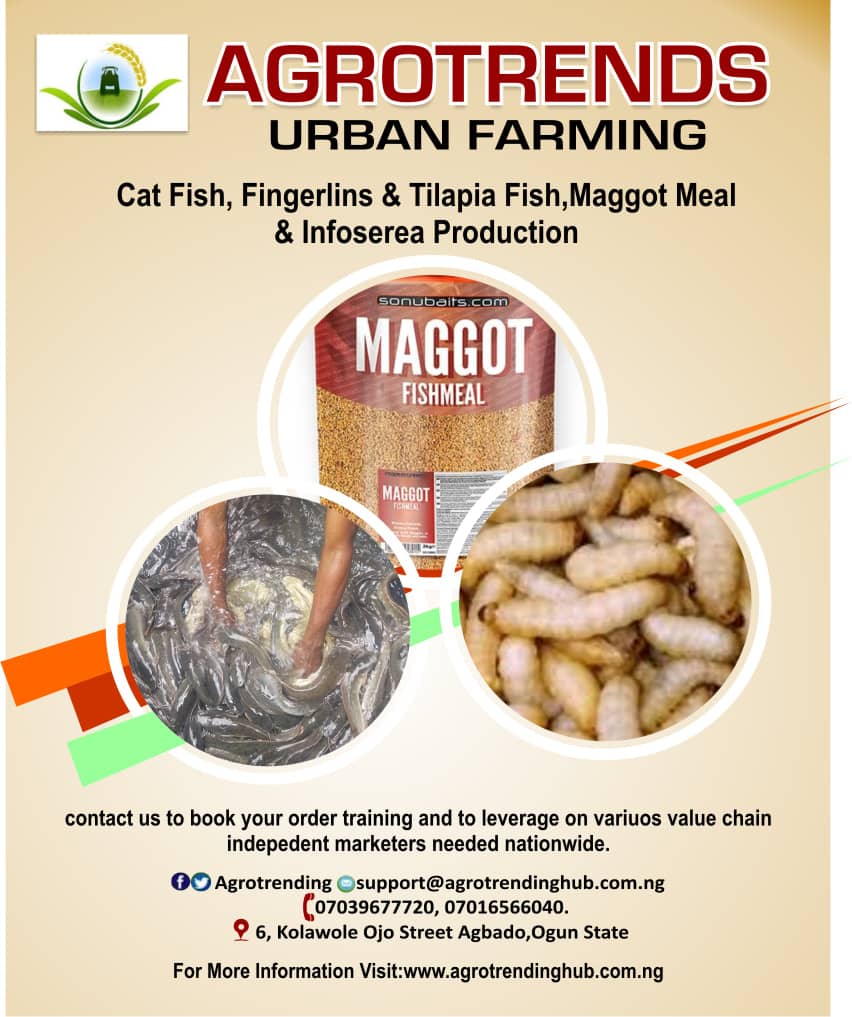 AGROTRENDS
URBAN FARMING
Cat Fish, Fingerlins & Tilapia Fish,Maggot Meal
& Infoserea Production
sonubaits.com
MAGGOT
FISHMEAL
MAGGOT
FISHMEAL
contact us to book your order training and to leverage on variuos value chain
indepedent marketers needed nationwide.
Agrotrending support@agrotrendinghub.com.ng
07039677720, 07016566040.
6, Kolawole Ojo Street Agbado,Ogun State
For More Information Visit:www.agrotrendinghub.com.ng